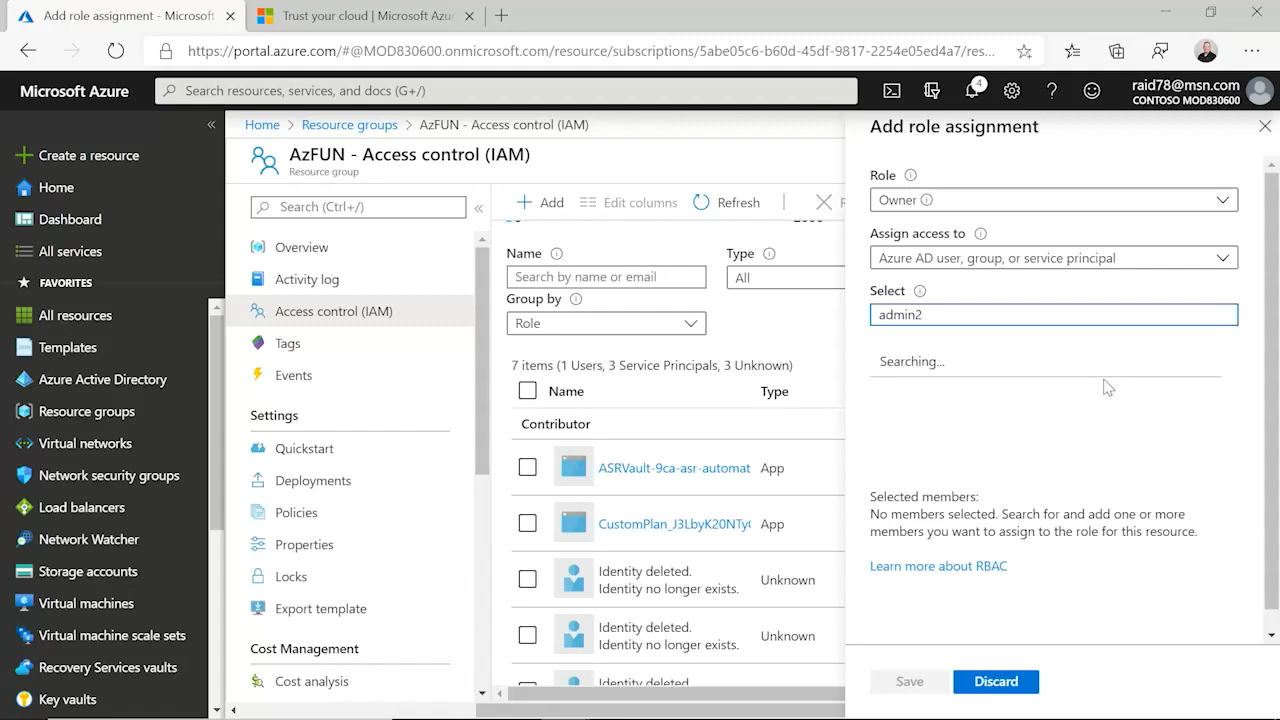 Add role assignment - Microsoft
Trust your cloud | Microsoft Azur
https://portal.azure.com/#@MOD830600.onmicrosoft.com/resource/subscriptions/5abe05c6-b60d-45df-9817-2254e05ed4a7/res...
Microsoft Azure
Search resources, services, and docs (G+/)
4
raid78@msn.com
CONTOSO MOD830600
Create a resource
Home
Dashboard
All services
FAVORITES
All resources
Templates
Azure Active Directory
Resource groups
Virtual networks
Network security groups
Load balancers
Network Watcher
Storage accounts
Virtual machines
Virtual machine scale sets
Recovery Services vaults
Key vaults
Home > Resource groups > AzFUN - Access control (IAM)
AzFUN - Access control (IAM)
Resource group
Search (Ctrl+/)
Overview
Activity log
Access control (IAM)
Tags
Events
Settings
Quickstart
Deployments
Policies
Properties
Locks
Export template
Cost Management
Cost analysis
Add
Edit columns
Refresh
R
Name
Type
Search by name or email
All
Group by
Role
7 items (1 Users, 3 Service Principals, 3 Unknown)
Name
Type
Contributor
ASRVault-9ca-asr-automat
App
CustomPlan_J3LbyK20NTy
App
Identity deleted.
Identity no longer exists.
Unknown
Identity deleted.
Identity no longer exists.
Unknown
Identity deleted.
Add role assignment
Role
Owner
Assign access to
Azure AD user, group, or service principal
Select
admin2
Searching...
Selected members:
No members selected. Search for and add one or more
members you want to assign to the role for this resource.
Learn more about RBAC
Save
Discard